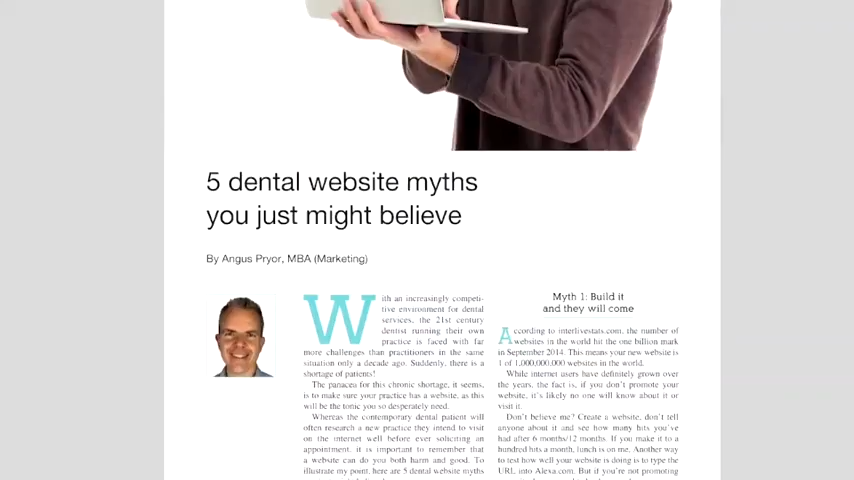 5 dental website myths
you just might believe
By Angus Pryor, MBA (Marketing)
With an increasingly competi-
tive environment for dental
services, the 21st century
dentist running their own
practice is faced with far
more challenges than practitioners in the same
situation only a decade ago. Suddenly, there is a
shortage of patients!
The panacea for this chronic shortage, it seems,
is to make sure your practice has a website, as this
will be the tonic you so desperately need.
Whereas the contemporary dental patient will
often research a new practice they intend to visit
on the internet well before ever soliciting an
appointment, it is important to remember that
a website can do you both harm and good. To
illustrate my point, here are 5 dental website myths
Myth 1: Build it
and they will come
According to interlivestats.com, the number of
websites in the world hit the one billion mark
in September 2014. This means your new website is
1 of 1,000,000,000 websites in the world.
While internet users have definitely grown over
the years, the fact is, if you don't promote your
website, it's likely no one will know about it or
visit it.
Don't believe me? Create a website, don't tell
anyone about it and see how many hits you've
had after 6 months/12 months. If you make it to a
hundred hits a month, lunch is on me. Another way
to test how well your website is doing is to type the
URL into Alexa.com. But if you're not promoting